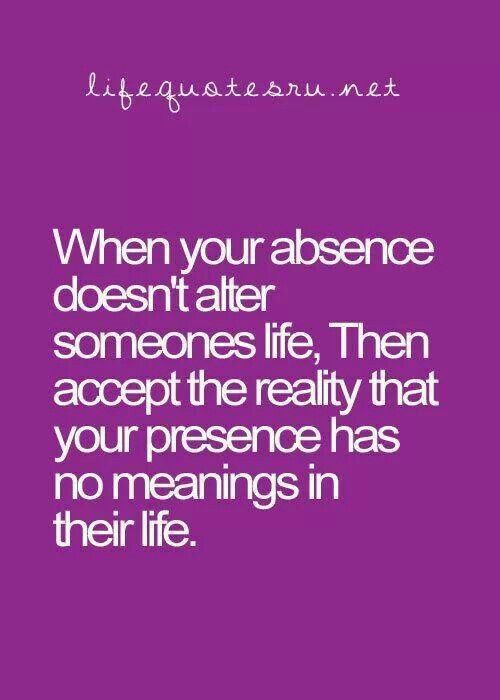 lifequotesru.net
When your absence
doesn't alter
someones life, Then
accept the reality that
your presence has
no meanings in
their life.